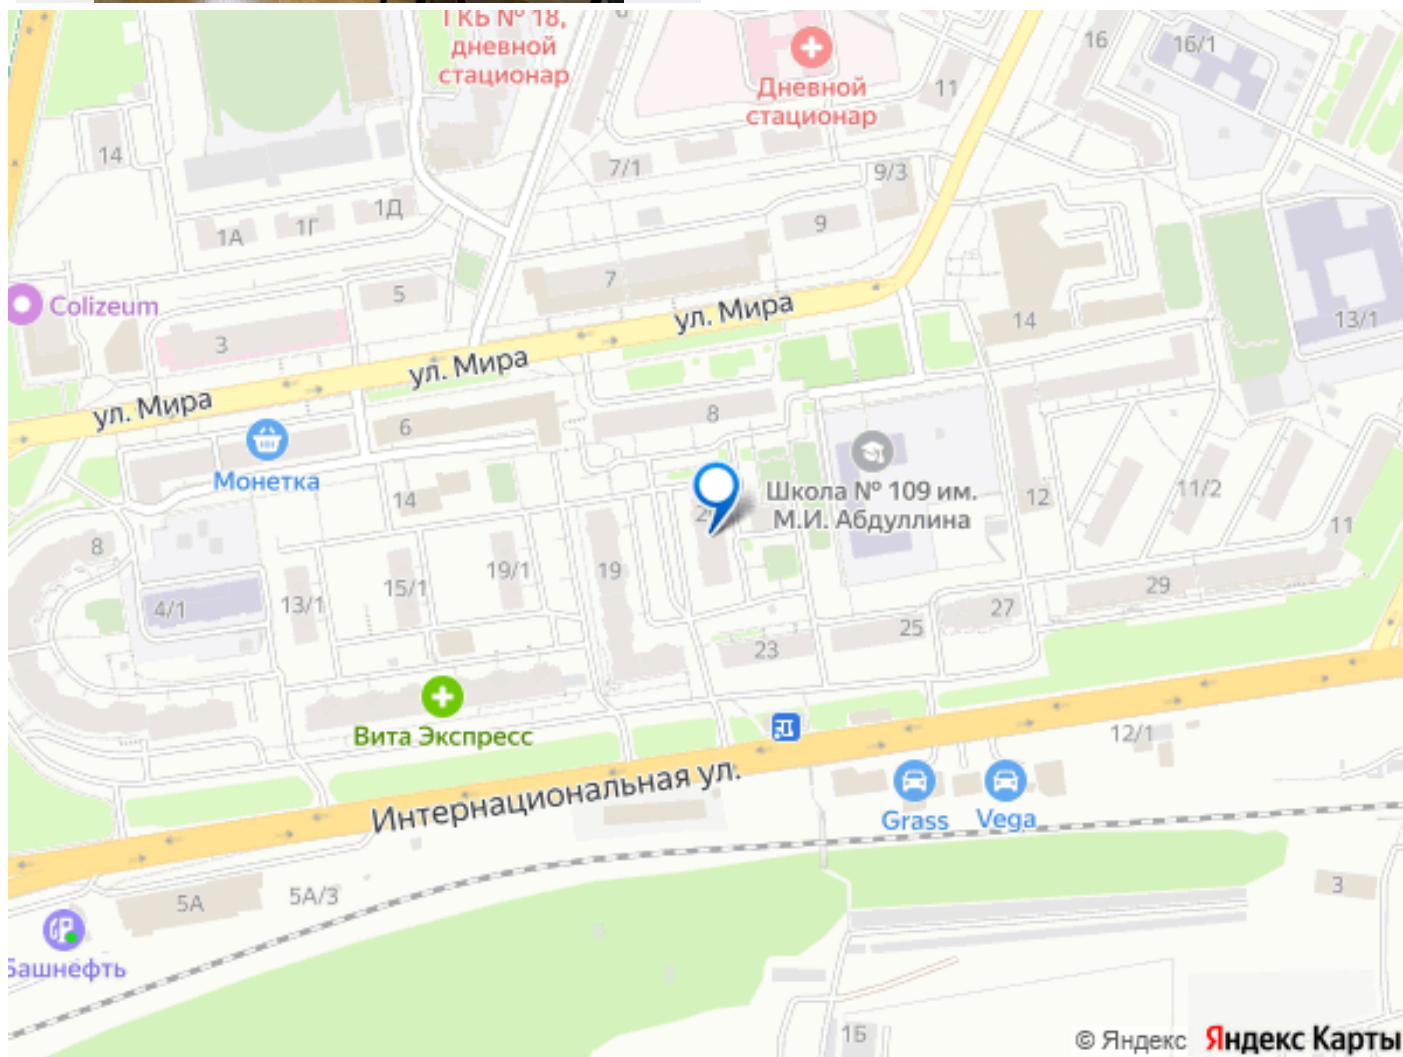 ГКБ № 18,
дневной
стационар
Дневной
стационар
16
16/1
11
14
7/1
9/3
1Д
1Г
1А
9
7
5
Colizeum
3
ул. Мира
ул. Мира
ул. Мира
14
13/1
8
6
Монетка
14
Школа № 109 им.
М.И. Абдуллина
12
11/2
11
8
4/1
13/1
15/1
19/1
19
29
27
25
23
Вита Экспресс
12/1
Интернациональная ул.
Grass
Vega
5А
5А/3
3
Башнефть
1Б
© Яндекс Яндекс Карты